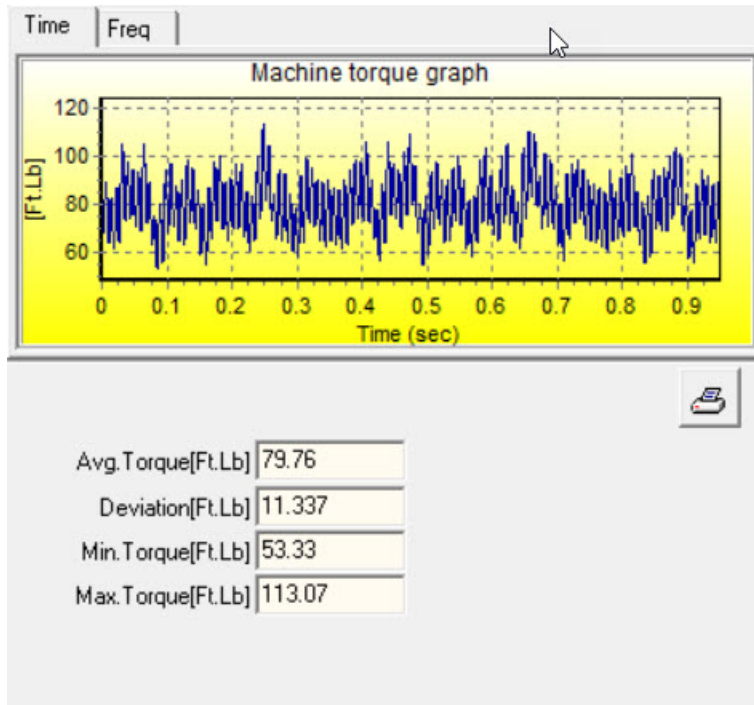 Time Freq
Machine torque graph
120
100
80
60
[Ft.Lb]
0 0.1 0.2 0.3 0.4 0.5 0.6 0.7 0.8 0.9
Time (sec)
Avg.Torque[Ft.Lb] 79.76
Deviation[Ft.Lb] 11.337
Min.Torque[Ft.Lb] 53.33
Max.Torque[Ft.Lb] 113.07